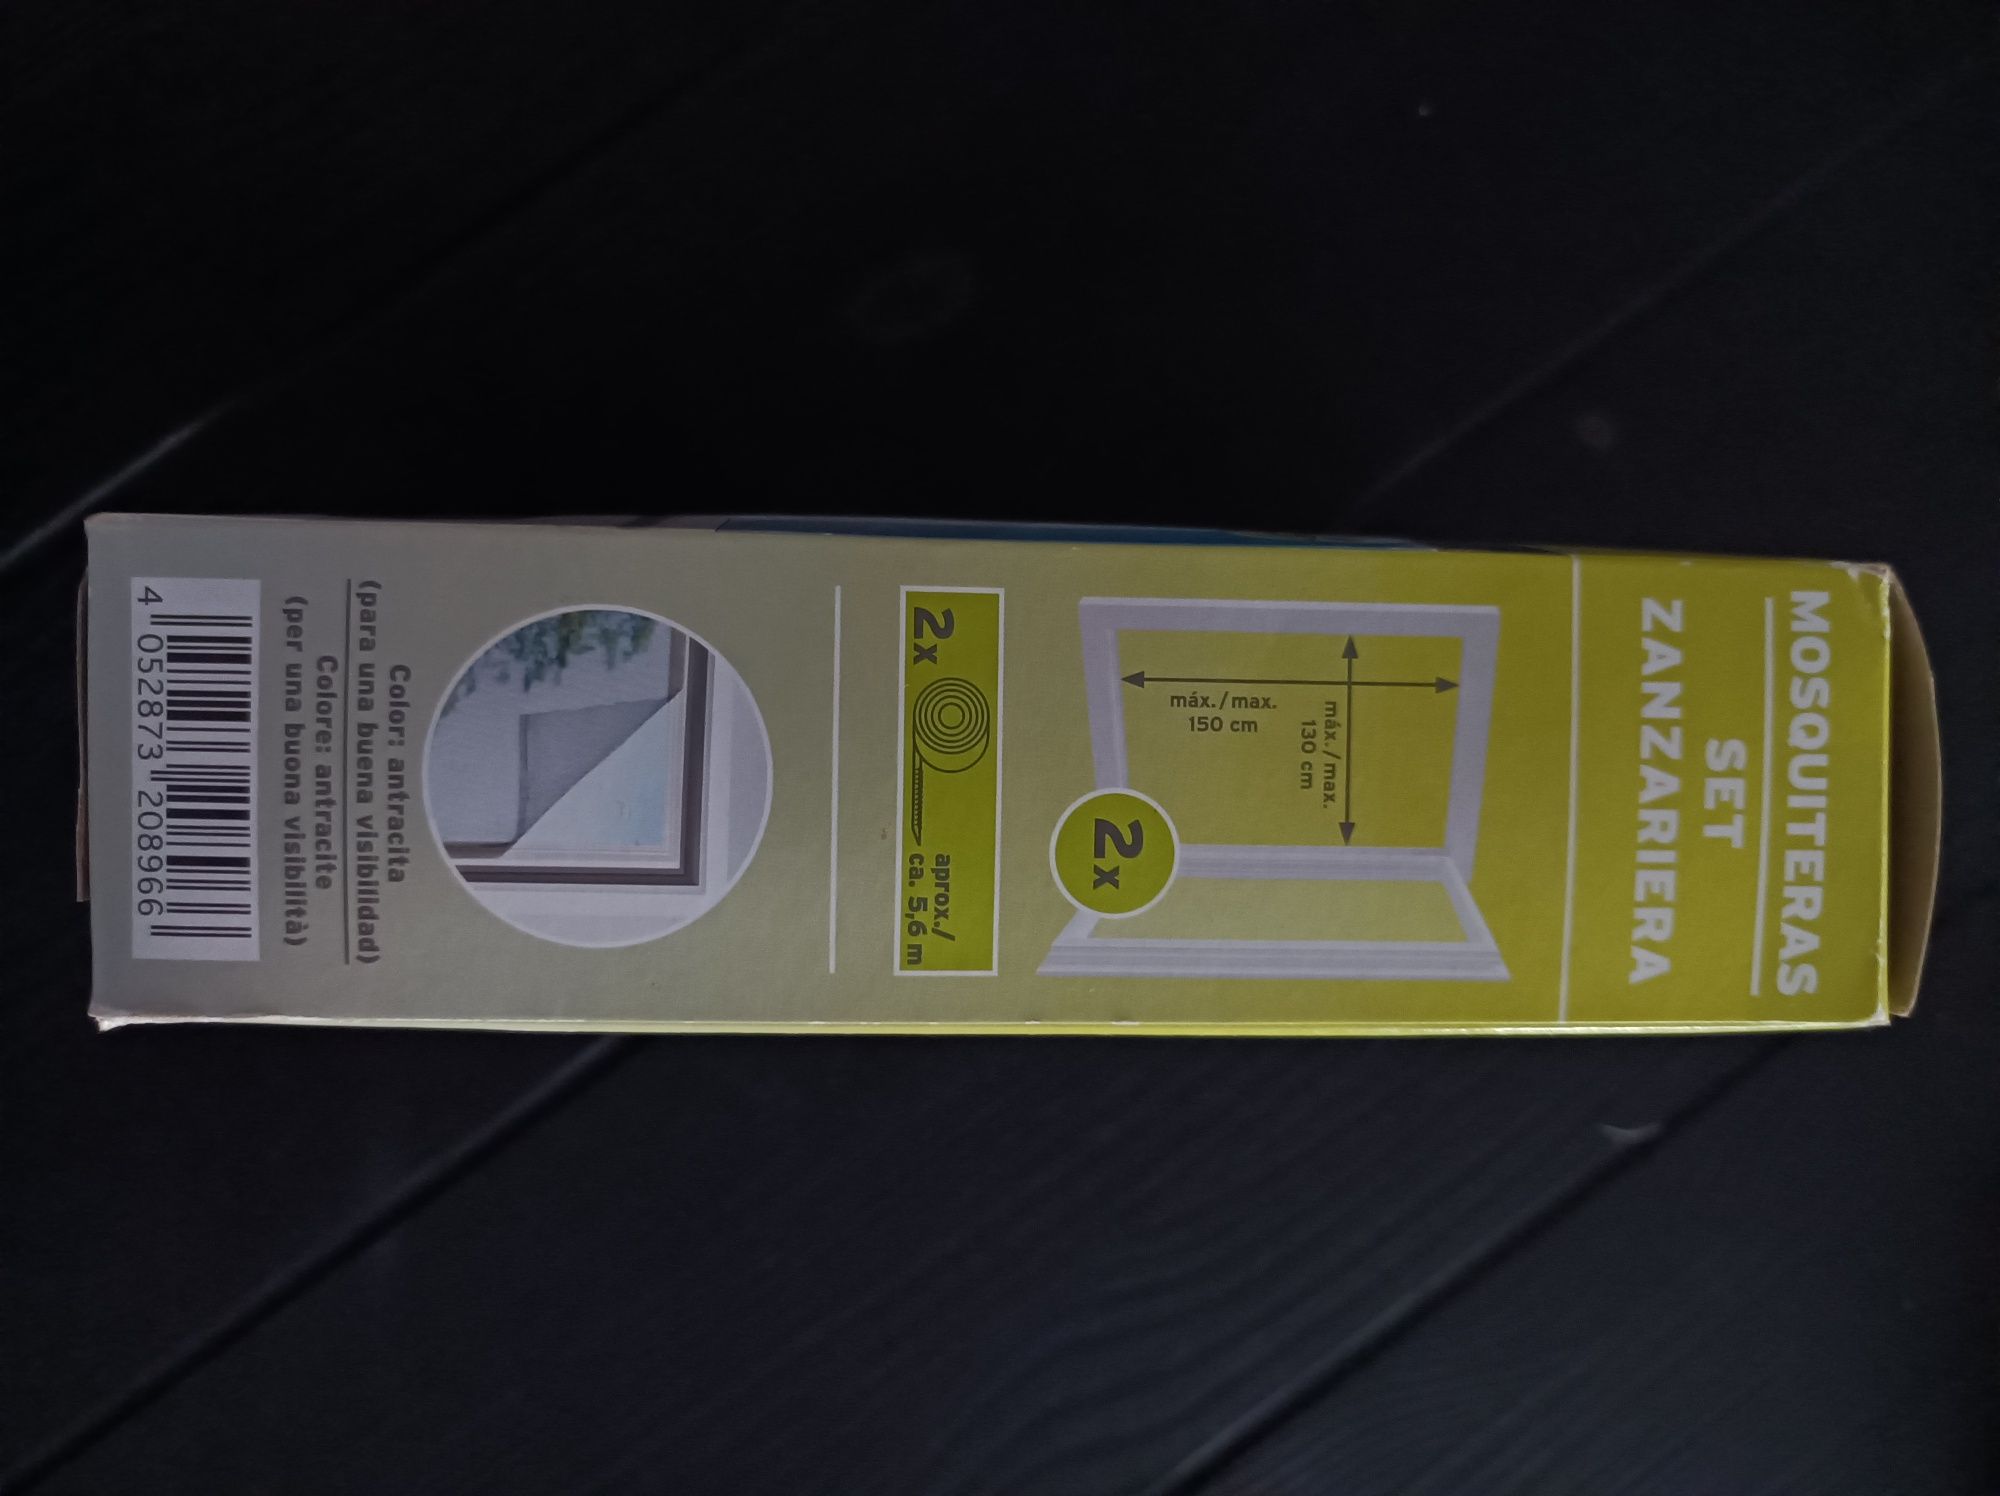 MOSQUITERAS
SET
ZANZARIERA
máx./max.
130 cm
máx./max.
150 cm
2x
2x
aprox./
ca. 5,6 m
Color: antracita
(para una buena visibilidad)
Colore: antracite
(per una buona visibilità)
4 052873 208966